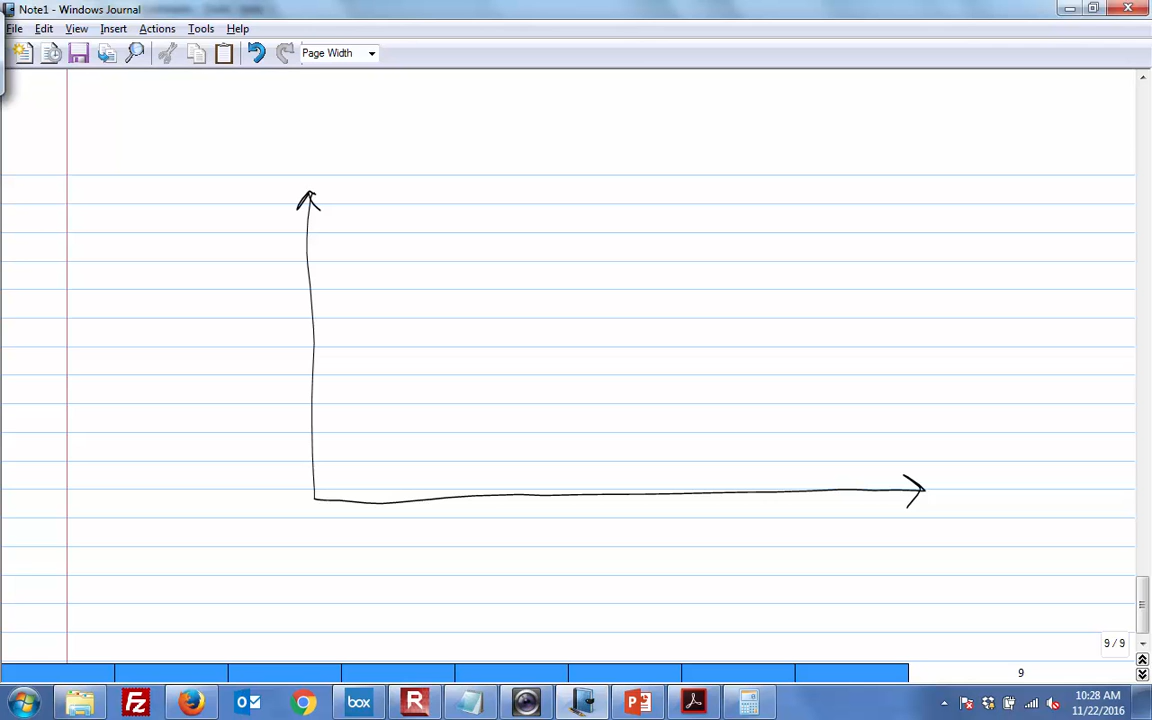 Note1 - Windows Journal
File Edit View Insert Actions Tools Help
Page Width
9 / 9
9
box
R
10:28 AM
11/22/2016